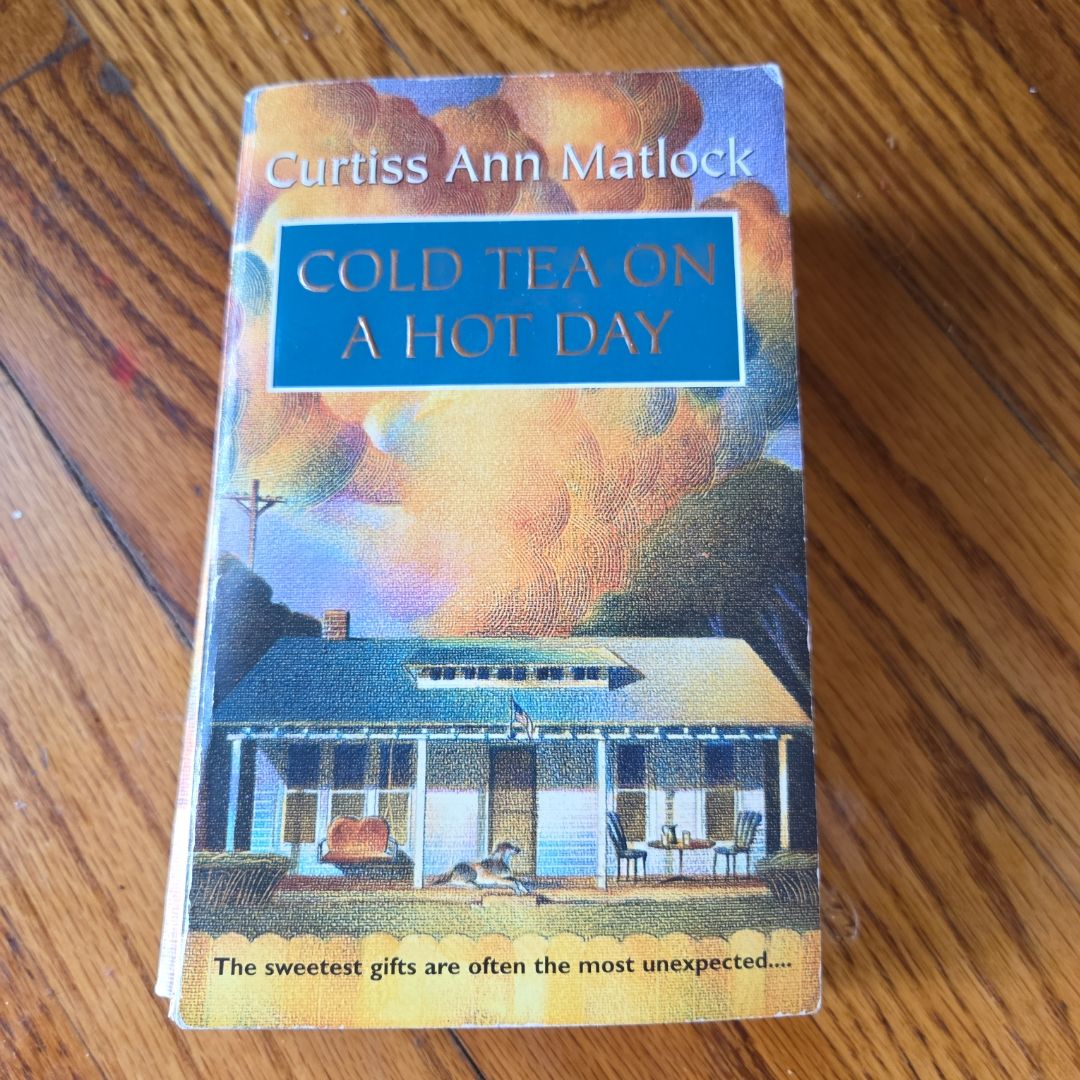 Curtiss Ann Matlock
COLD TEA ON
A HOT DAY
The sweetest gifts are often the most unexpected....